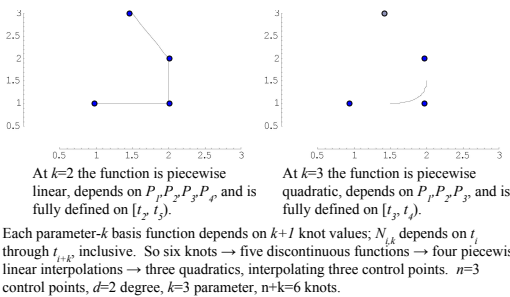 3
2.5
2
1.5
1
0.5
0.5 1 1.5 2 2.5 3
At k=2 the function is piecewise
linear, depends on P1,P2,P3,P4, and is
fully defined on [t2, t5).
3
2.5
2
1.5
1
0.5
0.5 1 1.5 2 2.5 3
At k=3 the function is piecewise
quadratic, depends on P1,P2,P3, and is
fully defined on [t3, t4).
Each parameter-k basis function depends on k+1 knot values; Ni,k depends on ti
through ti+k, inclusive. So six knots → five discontinuous functions → four piecewis
linear interpolations → three quadratics, interpolating three control points. n=3
control points, d=2 degree, k=3 parameter, n+k=6 knots.